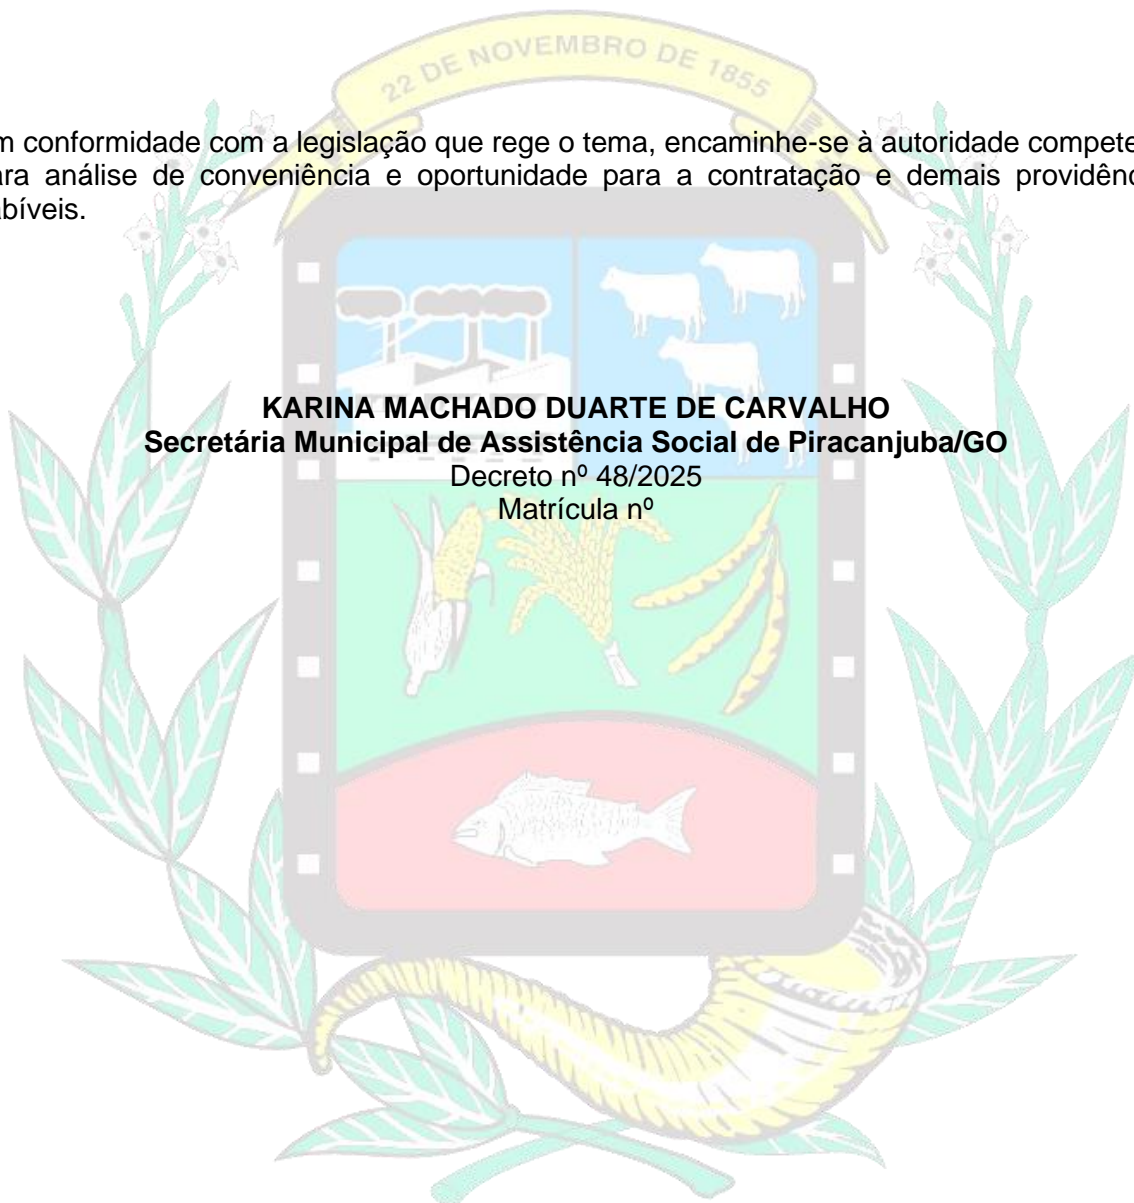 22 DE NOVEMBRO DE 1855
m conformidade com a legislação que rege o tema, encaminhe-se à autoridade compete
ara análise de conveniência e oportunidade para a contratação e demais providênc
abíveis.
KARINA MACHADO DUARTE DE CARVALHO
Secretária Municipal de Assistência Social de Piracanjuba/GO
Decreto nº 48/2025
Matrícula nº